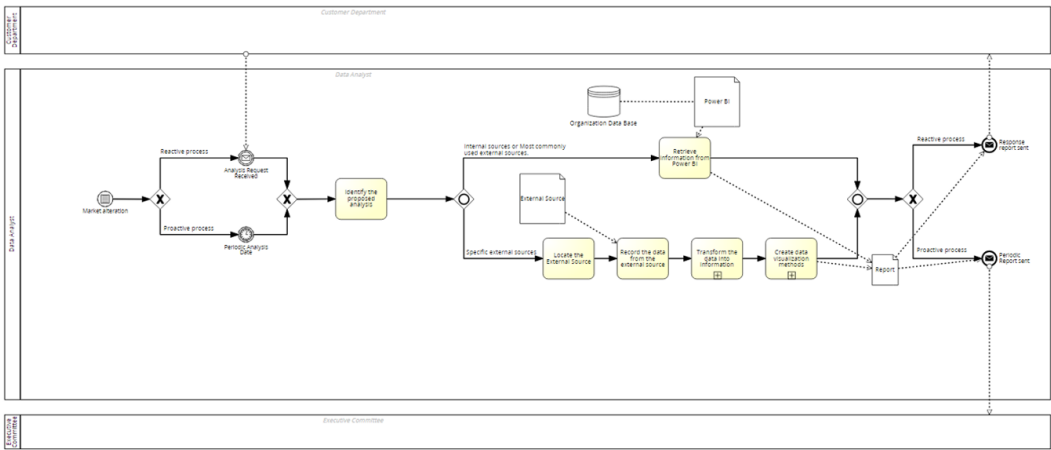 Customer Department
Customer
Department
Data Analyst
Power BI
Organization Data Base
Reactive process
Internal sources or Most commonly
used external sources.
Retrieve
information from
Power BI
Reactive process
Response
report sent
Analysis Request
Received
Identify the
proposed
analysis
External Source
Market alteration
Data Analyst
Proactive process
Periodic Analysis
Date
Specific external sources
Locate the
External Source
Record the data
from the
external source
Transform the
data into
information
Create data
visualization
methods
Report
Proactive process
Periodic
Report sent
Executive Committee
Executive
Committee